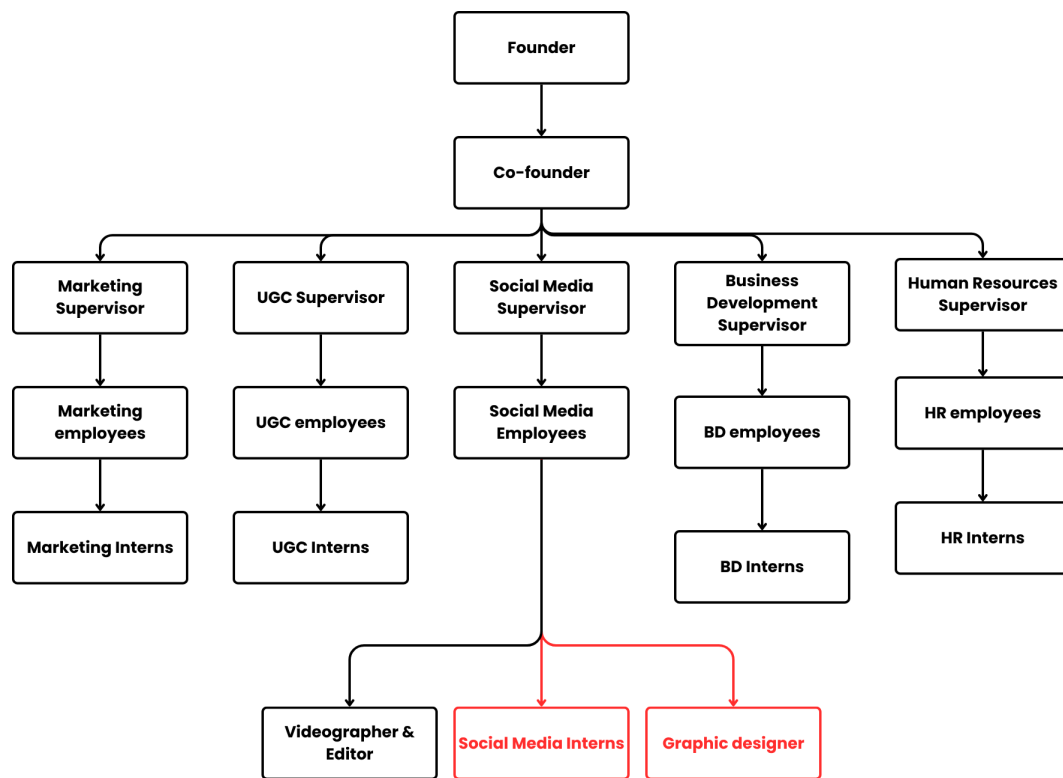 Founder
Co-founder
Marketing
Supervisor
UGC Supervisor
Social Media
Supervisor
Business
Development
Supervisor
Human Resources
Supervisor
Marketing
employees
UGC employees
Social Media
Employees
BD employees
HR employees
Marketing Interns
UGC Interns
BD Interns
HR Interns
Videographer &
Editor
Social Media Interns
Graphic designer